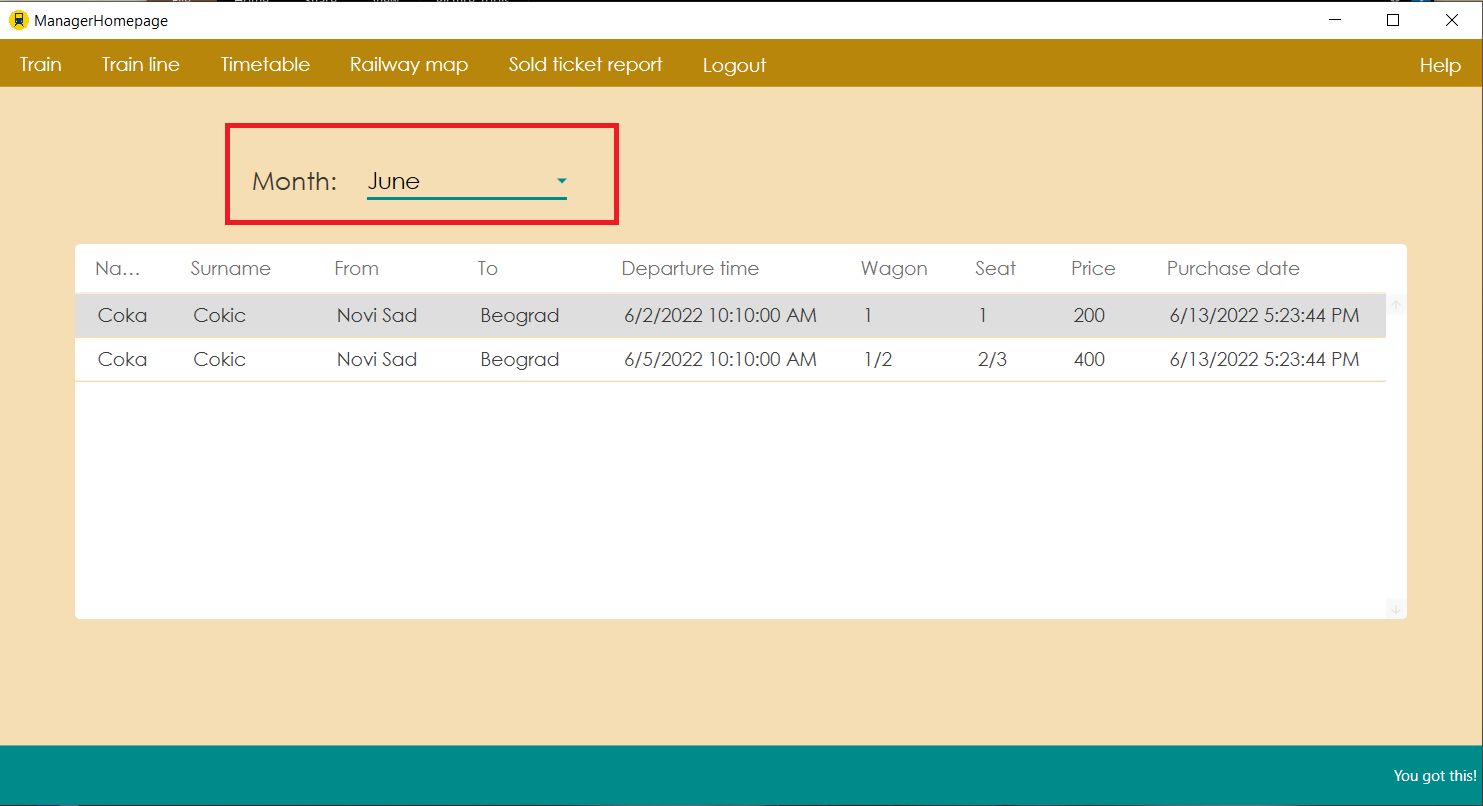 ManagerHomepage
Train Train line Timetable Railway map Sold ticket report Logout Help
Month: June
Na... Surname From To Departure time Wagon Seat Price Purchase date
Coka Cokic Novi Sad Beograd 6/2/2022 10:10:00 AM 1 1 200 6/13/2022 5:23:44 PM
Coka Cokic Novi Sad Beograd 6/5/2022 10:10:00 AM 1/2 2/3 400 6/13/2022 5:23:44 PM
You got this!